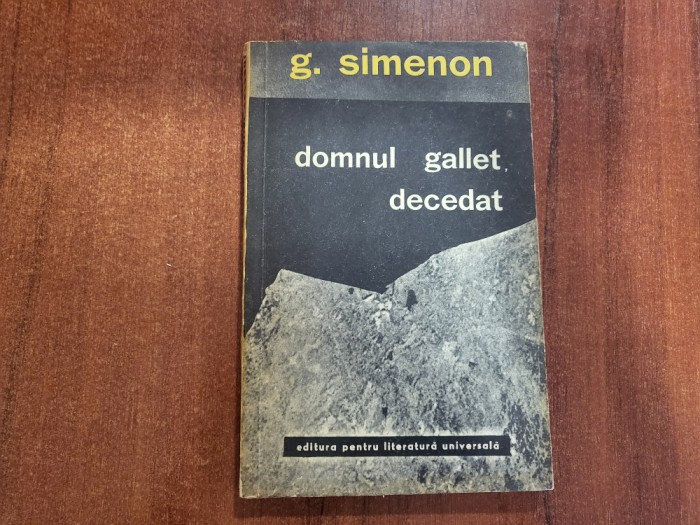 g. simenon
domnul gallet,
decedat
editura pentru literatură universală